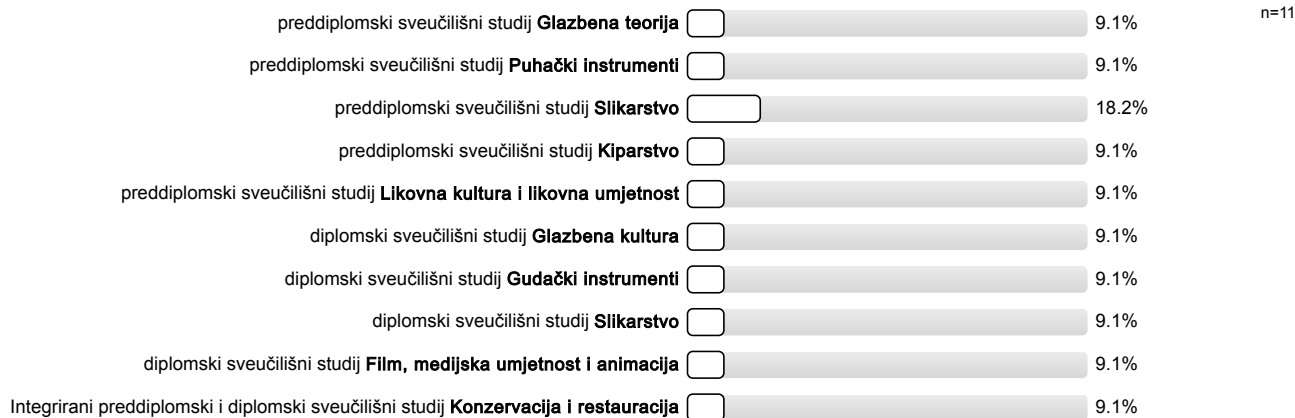 n=11
preddiplomski sveučilišni studij Glazbena teorija 9.1%
preddiplomski sveučilišni studij Puhački instrumenti 9.1%
preddiplomski sveučilišni studij Slikarstvo 18.2%
preddiplomski sveučilišni studij Kiparstvo 9.1%
preddiplomski sveučilišni studij Likovna kultura i likovna umjetnost 9.1%
diplomski sveučilišni studij Glazbena kultura 9.1%
diplomski sveučilišni studij Gudački instrumenti 9.1%
diplomski sveučilišni studij Slikarstvo 9.1%
diplomski sveučilišni studij Film, medijska umjetnost i animacija 9.1%
Integrirani preddiplomski i diplomski sveučilišni studij Konzervacija i restauracija 9.1%